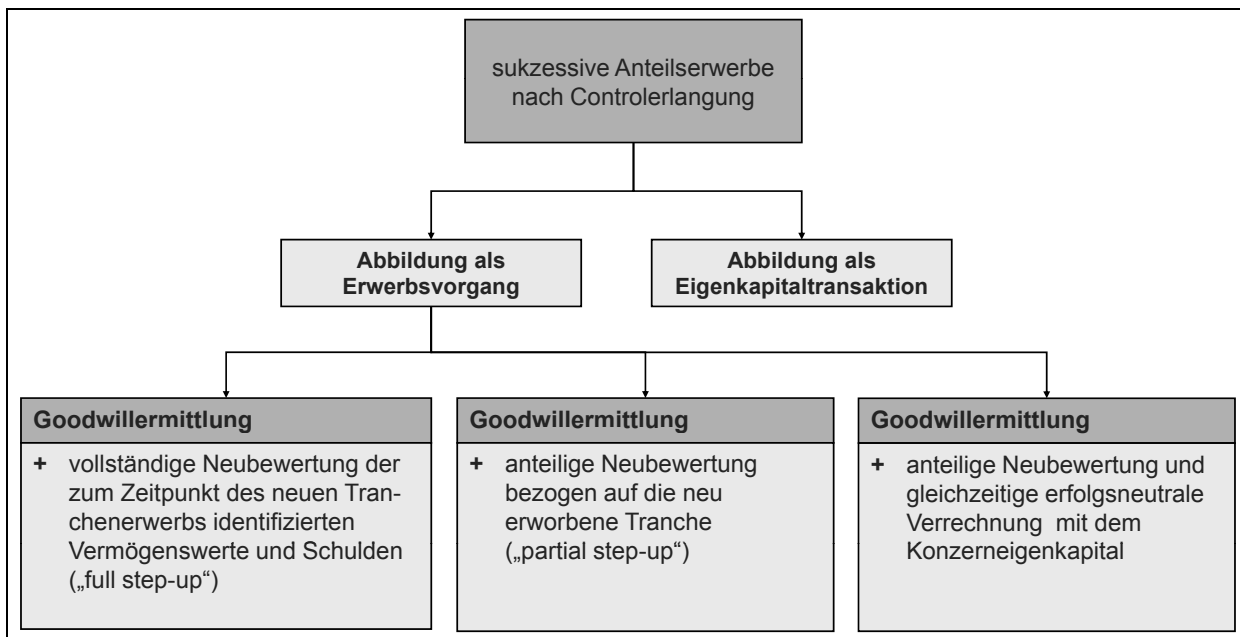 sukzessive Anteilserwerbe
nach Controlerlangung
Abbildung als
Erwerbsvorgang
Abbildung als
Eigenkapitaltransaktion
Goodwillermittlung
+ vollständige Neubewertung der
zum Zeitpunkt des neuen Tran-
chenerwerbs identifizierten
Vermögenswerte und Schulden
(„full step-up“)
Goodwillermittlung
+ anteilige Neubewertung
bezogen auf die neu
erworbene Tranche
(„partial step-up“)
Goodwillermittlung
+ anteilige Neubewertung und
gleichzeitige erfolgsneutrale
Verrechnung mit dem
Konzerneigenkapital